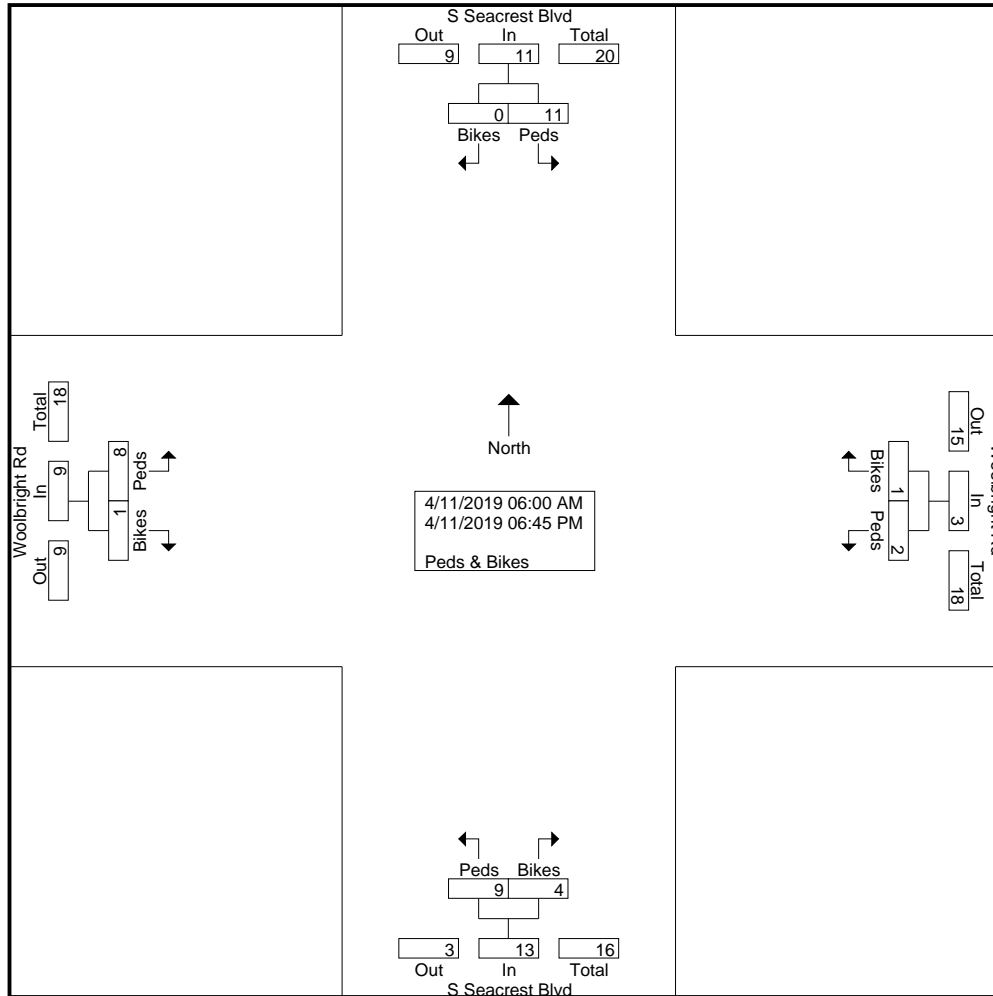 S Seacrest Blvd
Out In Total
9 11 20
0 11
Bikes Peds
Woolbright Rd
Total In Out
18 9 9
8 1
Peds Bikes
North
4/11/2019 06:00 AM
4/11/2019 06:45 PM
Peds & Bikes
Out In Total
15 3 18
1 2
Bikes Peds
Peds Bikes
9 4
3 13 16
Out In Total
S Seacrest Blvd